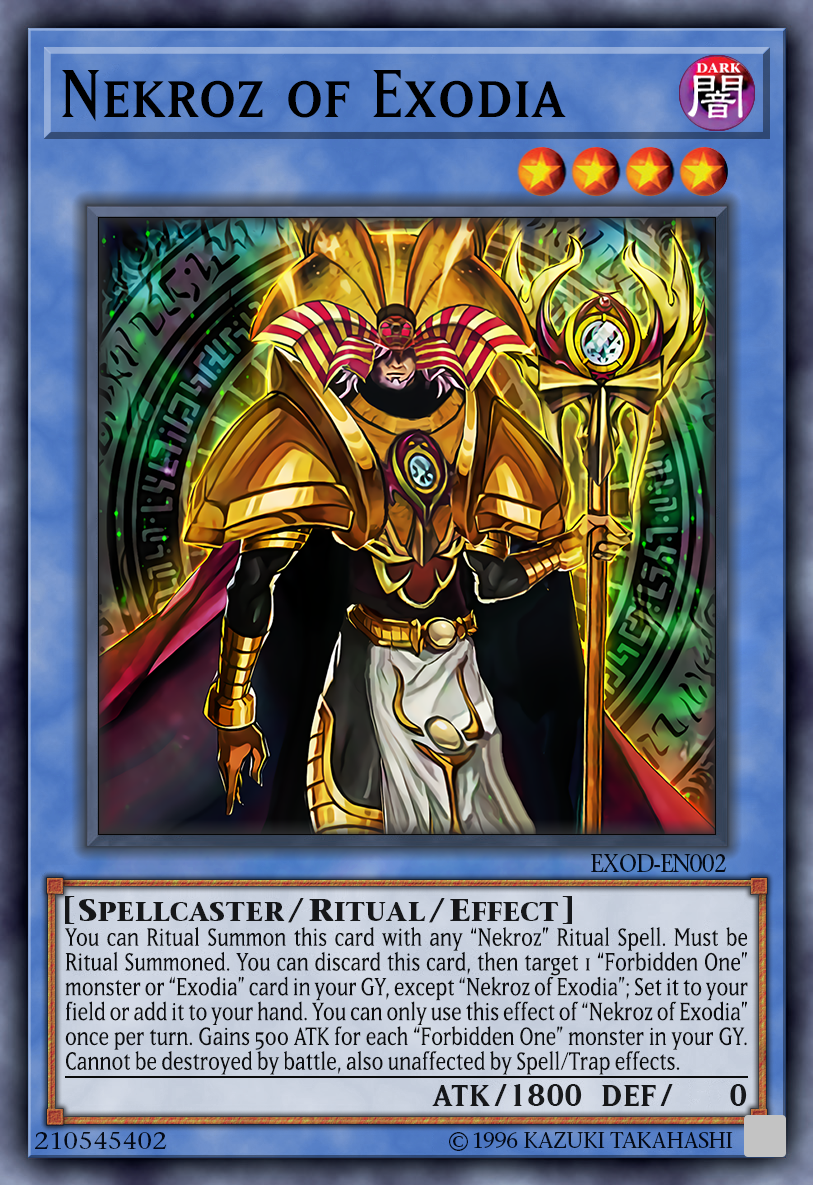 Nekroz of Exodia
DARK
闇
EXOD-EN002
[Spellcaster/Ritual/Effect]
You can Ritual Summon this card with any “Nekroz” Ritual Spell. Must be
Ritual Summoned. You can discard this card, then target 1 “Forbidden One”
monster or “Exodia” card in your GY, except “Nekroz of Exodia”; Set it to your
field or add it to your hand. You can only use this effect of “Nekroz of Exodia”
once per turn. Gains 500 ATK for each “Forbidden One” monster in your GY.
Cannot be destroyed by battle, also unaffected by Spell/Trap effects.
ATK/1800 DEF/ 0
210545402
© 1996 KAZUKI TAKAHASHI